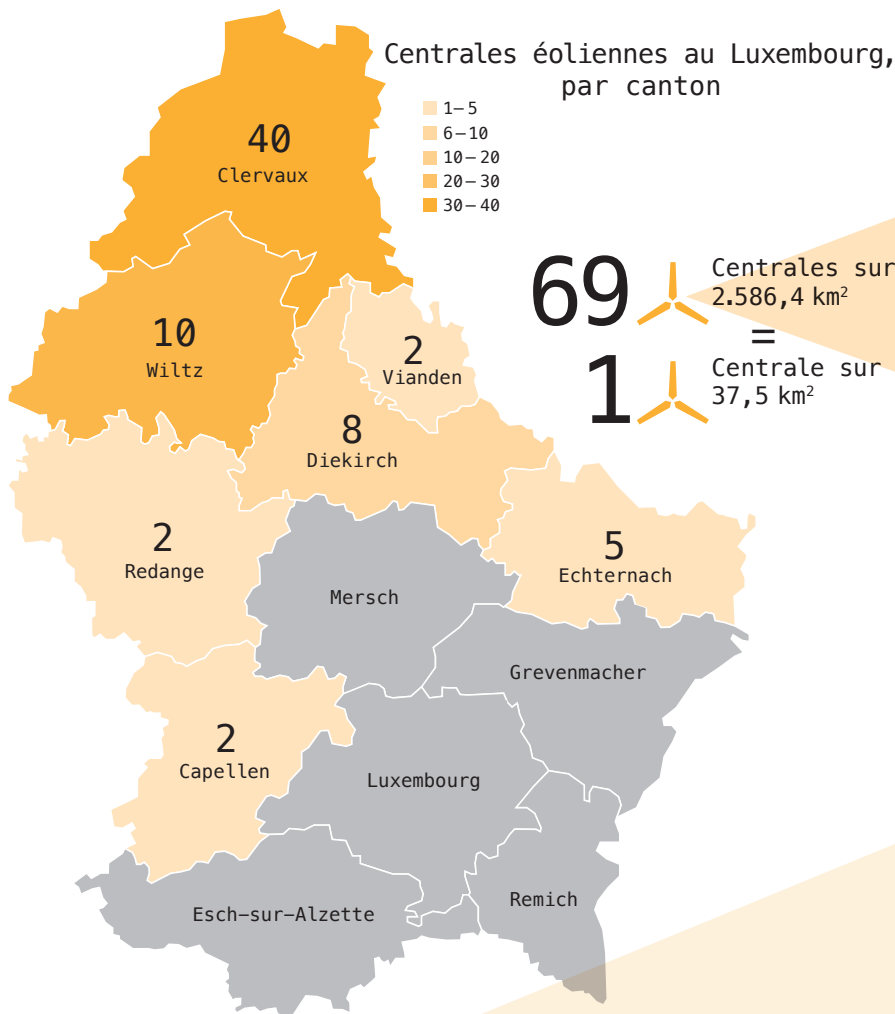 Centrales éoliennes au Luxembourg,
par canton
1–5
6–10
10–20
20–30
30–40
40
Clervaux
69
Centrales sur
2.586,4 km²
=
1
Centrale sur
37,5 km²
10
Wiltz
2
Vianden
8
Diekirch
2
Redange
5
Echternach
Mersch
Grevenmacher
2
Capellen
Luxembourg
Esch-sur-Alzette
Remich